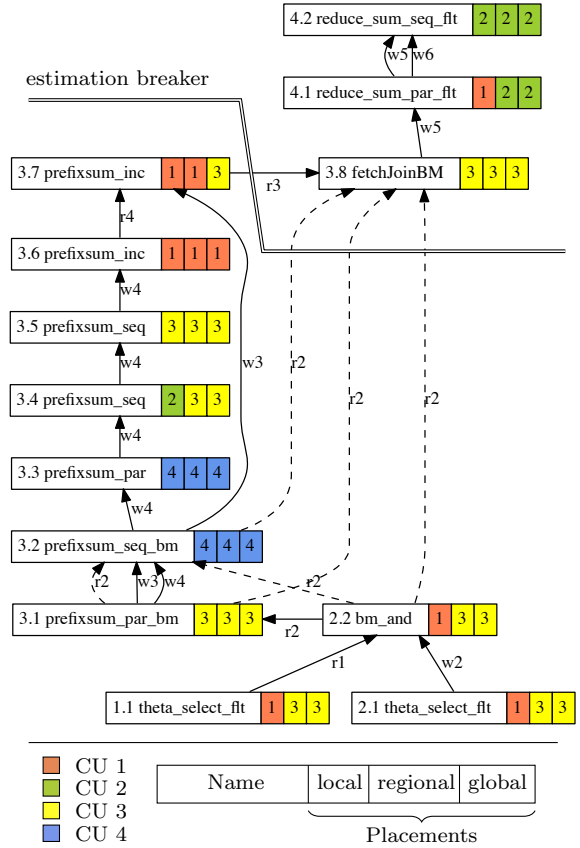 4.2 reduce_sum_seq_flt 2 2 2
w5 w6
4.1 reduce_sum_par_flt 1 2 2
estimation breaker
w5
3.7 prefixsum_inc 1 1 3
3.8 fetchJoinBM 3 3 3
r3
r4
3.6 prefixsum_inc 1 1 1
w4
3.5 prefixsum_seq 3 3 3
w4 w3 r2
3.4 prefixsum_seq 2 3 3
r2 r2
w4
3.3 prefixsum_par 4 4 4
w4
3.2 prefixsum_seq_bm 4 4 4
r2 w3 w4 r2
3.1 prefixsum_par_bm 3 3 3
2.2 bm_and 1 3 3
r2
r1 w2
1.1 theta_select_flt 1 3 3
2.1 theta_select_flt 1 3 3
CU 1
CU 2
CU 3
CU 4
Name local regional global
Placements